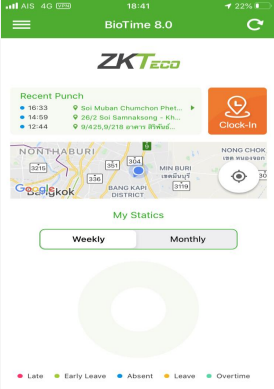 AIS 4G VPN 18:41 22%
BioTime 8.0
ZKTECO
Recent Punch
16:33 Soi Muban Chumchon Phet...
14:59 26/2 Soi Samnaksong - Kh...
12:44 9/425,9/218 อาคาร สิริพันธ์...
Clock-In
NONTHABURI
NONG CHOK
เขต หนองจอก
3215
351
304
336
MIN BURI
เขตมีนบุรี
3119
30
BANG KAPI
DISTRICT
Google
Bangkok
My Statics
Weekly Monthly
Late Early Leave Absent Leave Overtime